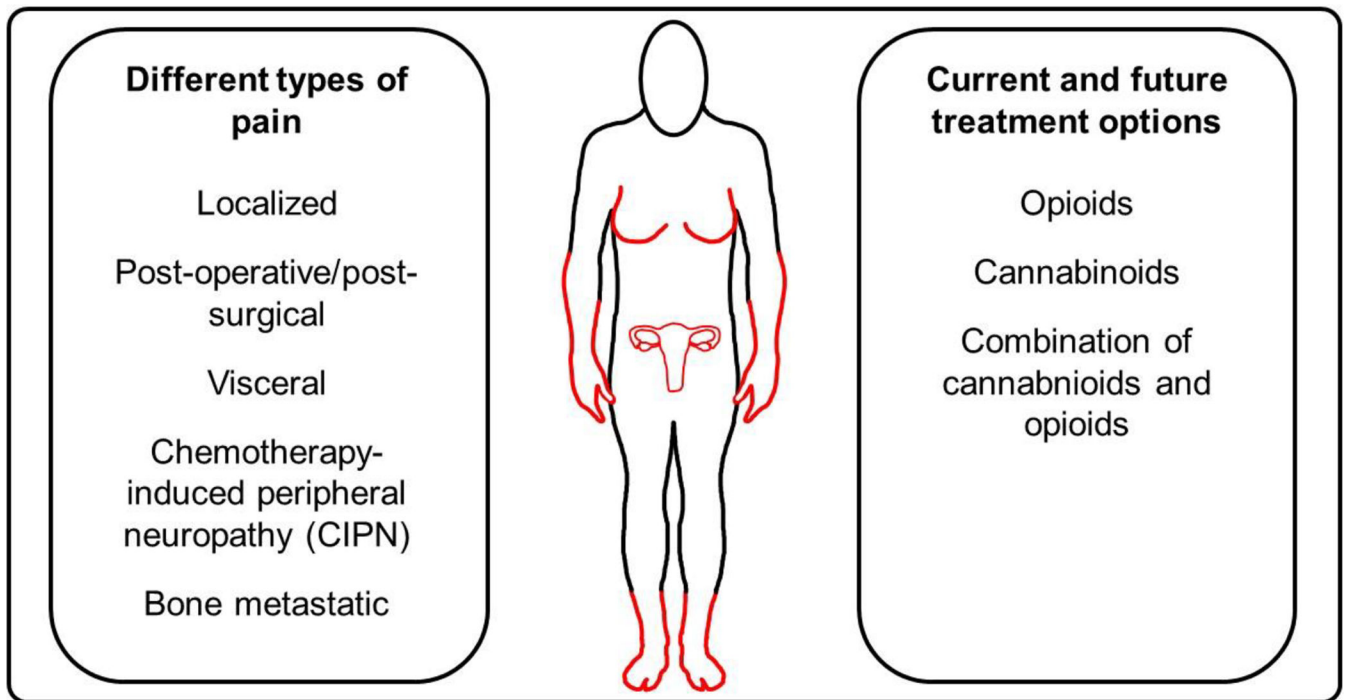 Different types of
pain
Localized
Post-operative/post-
surgical
Visceral
Chemotherapy-
induced peripheral
neuropathy (CIPN)
Bone metastatic
Current and future
treatment options
Opioids
Cannabinoids
Combination of
cannabnioids and
opioids